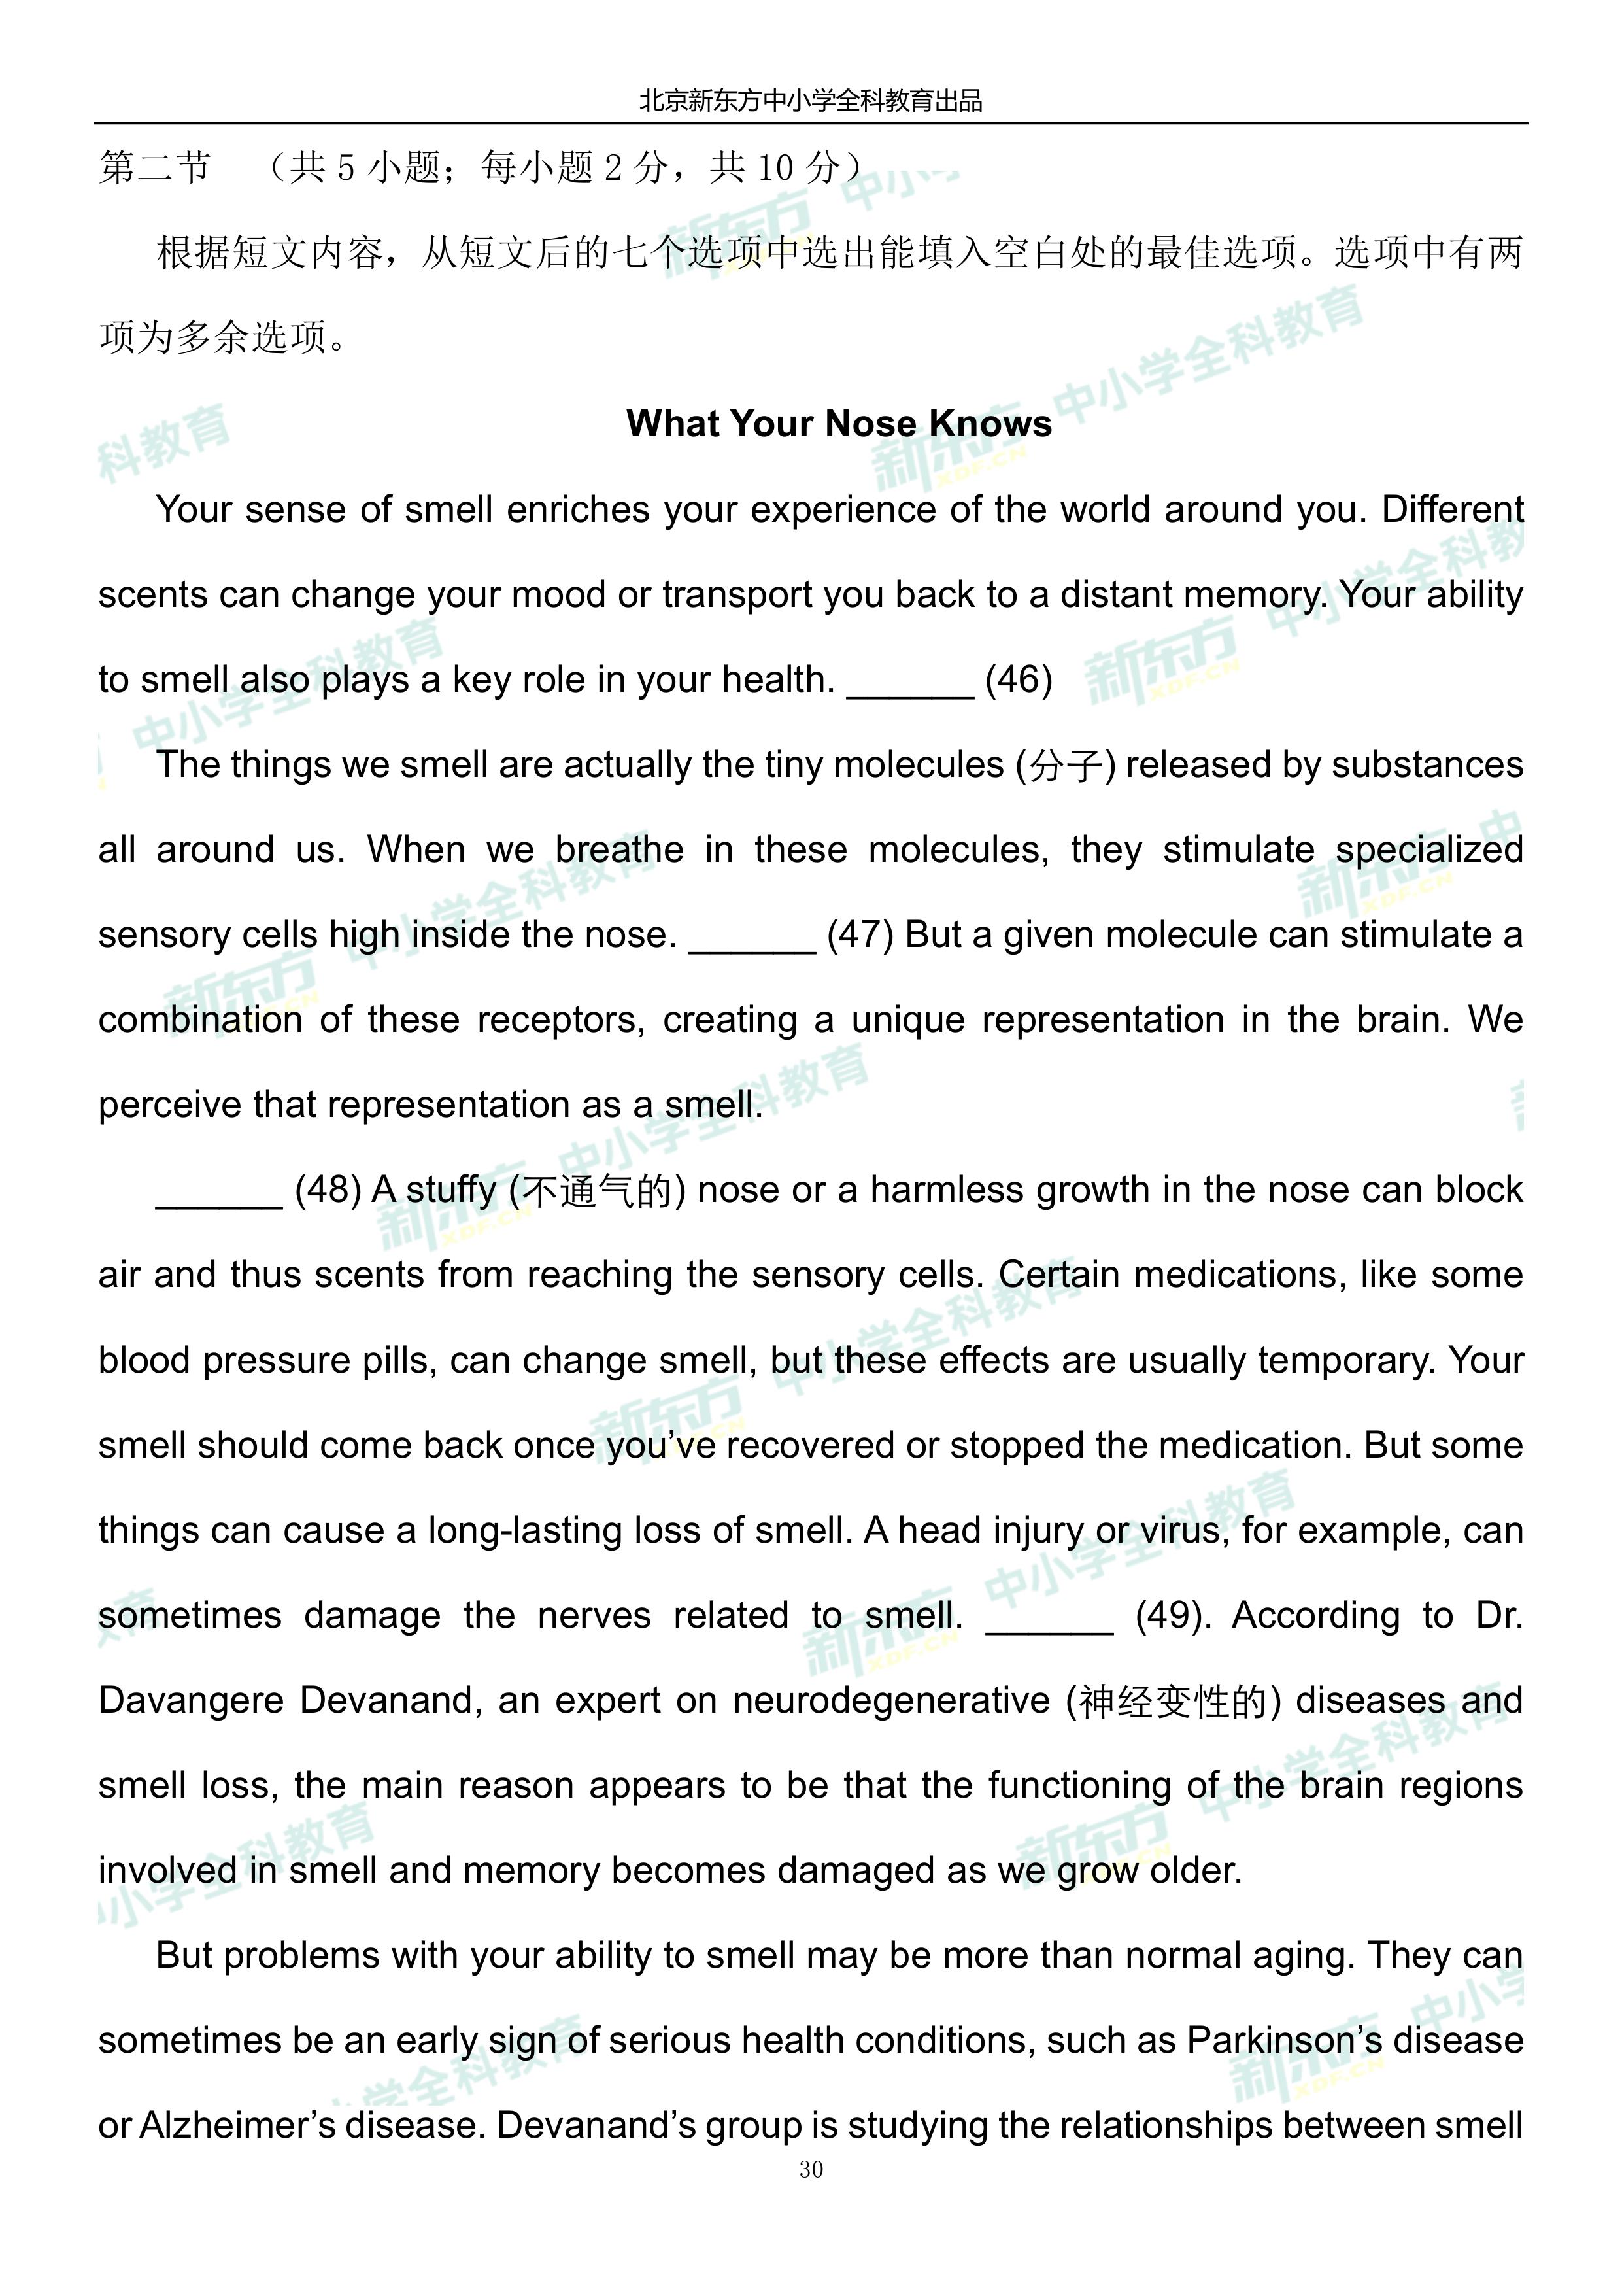 北京新东方中小学全科教育出品
第二节 （共 5 小题；每小题 2 分，共 10 分）
根据短文内容，从短文后的七个选项中选出能填入空白处的最佳选项。选项中有两
项为多余选项。
What Your Nose Knows
Your sense of smell enriches your experience of the world around you. Different
scents can change your mood or transport you back to a distant memory. Your ability
to smell also plays a key role in your health. ______ (46)
The things we smell are actually the tiny molecules (分子) released by substances
all around us. When we breathe in these molecules, they stimulate specialized
sensory cells high inside the nose. ______ (47) But a given molecule can stimulate a
combination of these receptors, creating a unique representation in the brain. We
perceive that representation as a smell.
______ (48) A stuffy (不通气的) nose or a harmless growth in the nose can block
air and thus scents from reaching the sensory cells. Certain medications, like some
blood pressure pills, can change smell, but these effects are usually temporary. Your
smell should come back once you’ve recovered or stopped the medication. But some
things can cause a long-lasting loss of smell. A head injury or virus, for example, can
sometimes damage the nerves related to smell. ______ (49). According to Dr.
Davangere Devanand, an expert on neurodegenerative (神经变性的) diseases and
smell loss, the main reason appears to be that the functioning of the brain regions
involved in smell and memory becomes damaged as we grow older.
But problems with your ability to smell may be more than normal aging. They can
sometimes be an early sign of serious health conditions, such as Parkinson’s disease
or Alzheimer’s disease. Devanand’s group is studying the relationships between smell
30